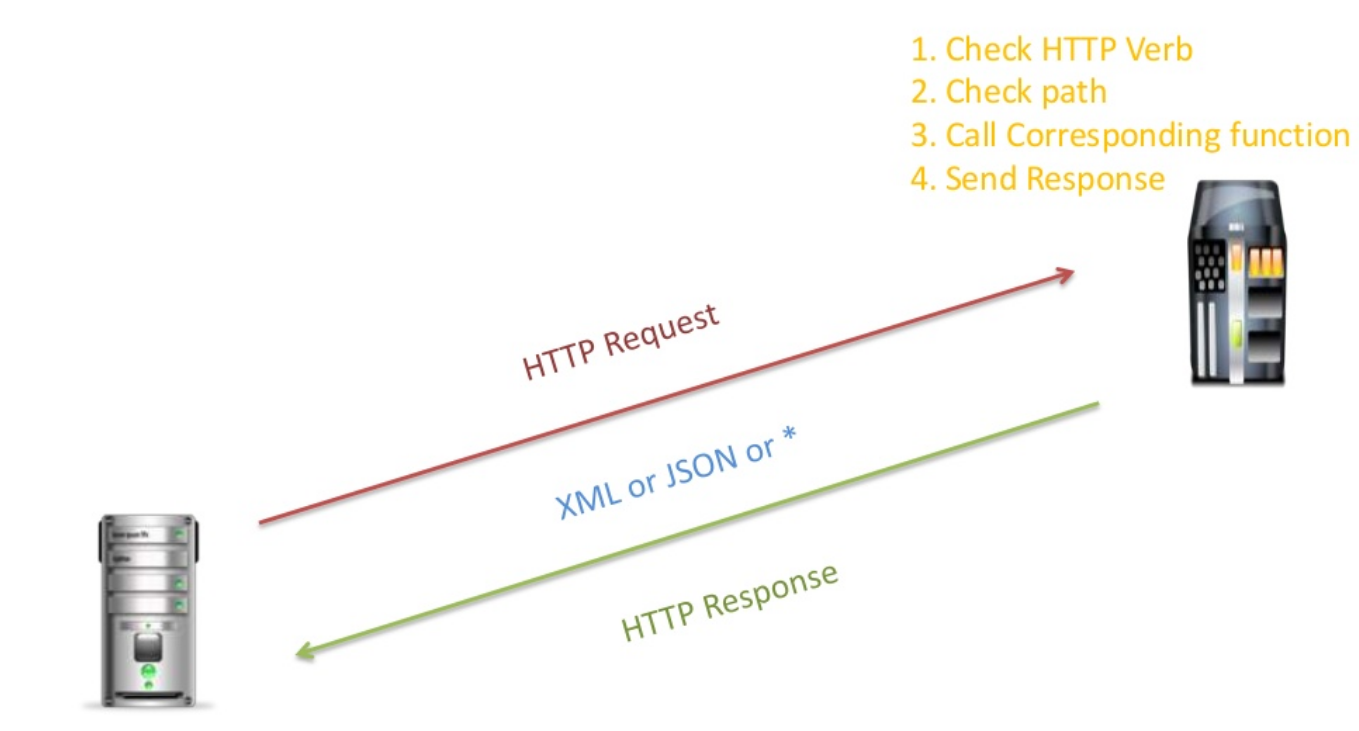 1. Check HTTP Verb
2. Check path
3. Call Corresponding function
4. Send Response
HTTP Request
XML or JSON or *
HTTP Response